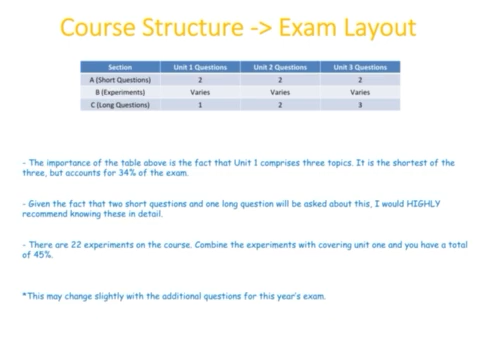 Course Structure -> Exam Layout
Section Unit 1 Questions Unit 2 Questions Unit 3 Questions
A (Short Questions) 2 2 2
B (Experiments) Varies Varies Varies
C (Long Questions) 1 2 3
- The importance of the table above is the fact that Unit 1 comprises three topics. It is the shortest of the
three, but accounts for 34% of the exam.
- Given the fact that two short questions and one long question will be asked about this, I would HIGHLY
recommend knowing these in detail.
- There are 22 experiments on the course. Combine the experiments with covering unit one and you have a total
of 45%.
*This may change slightly with the additional questions for this year's exam.